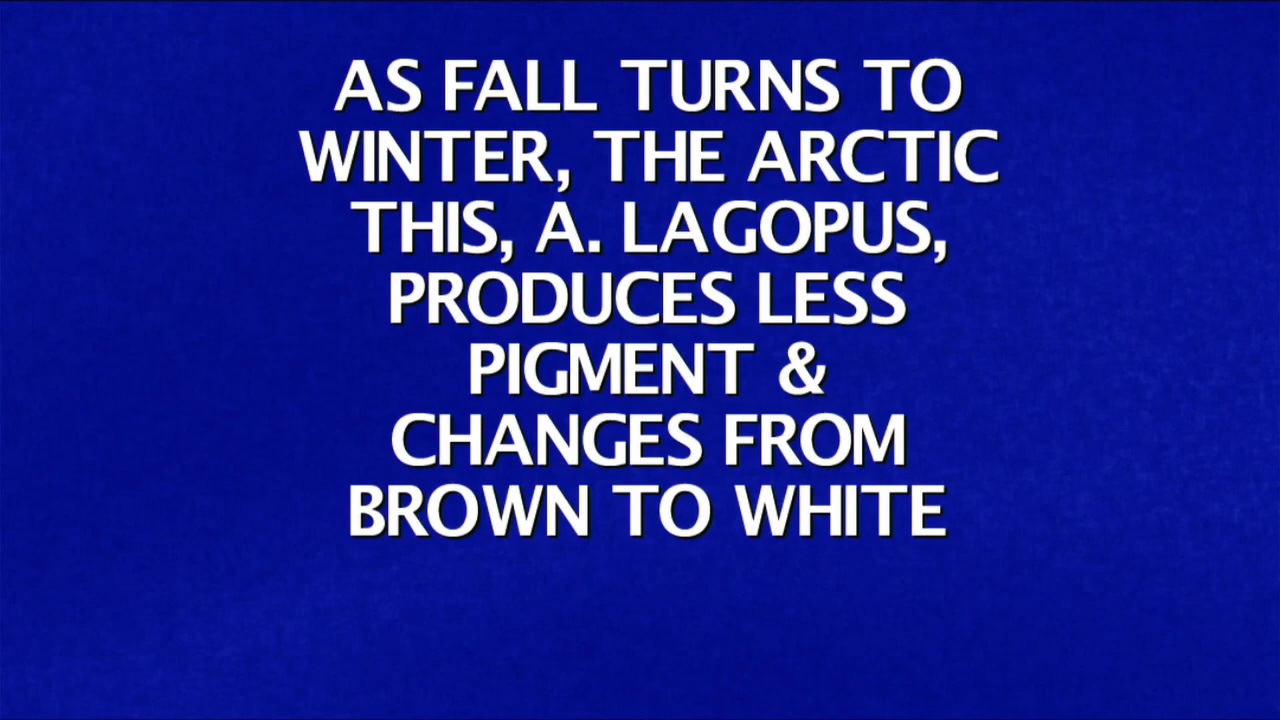 AS FALL TURNS TO
WINTER, THE ARCTIC
THIS, A. LAGOPUS,
PRODUCES LESS
PIGMENT &
CHANGES FROM
BROWN TO WHITE